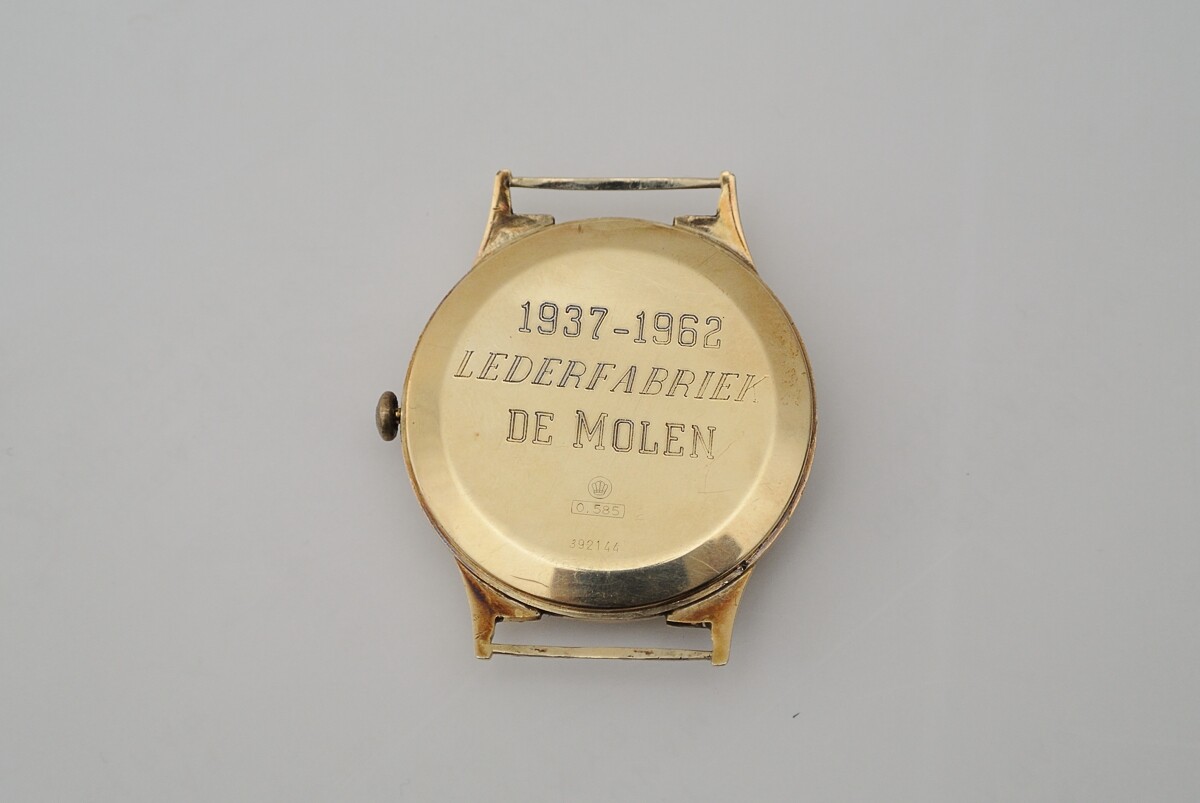 1937-1962
LEDERFABRIEK
DE MOLEN
0.585
392144